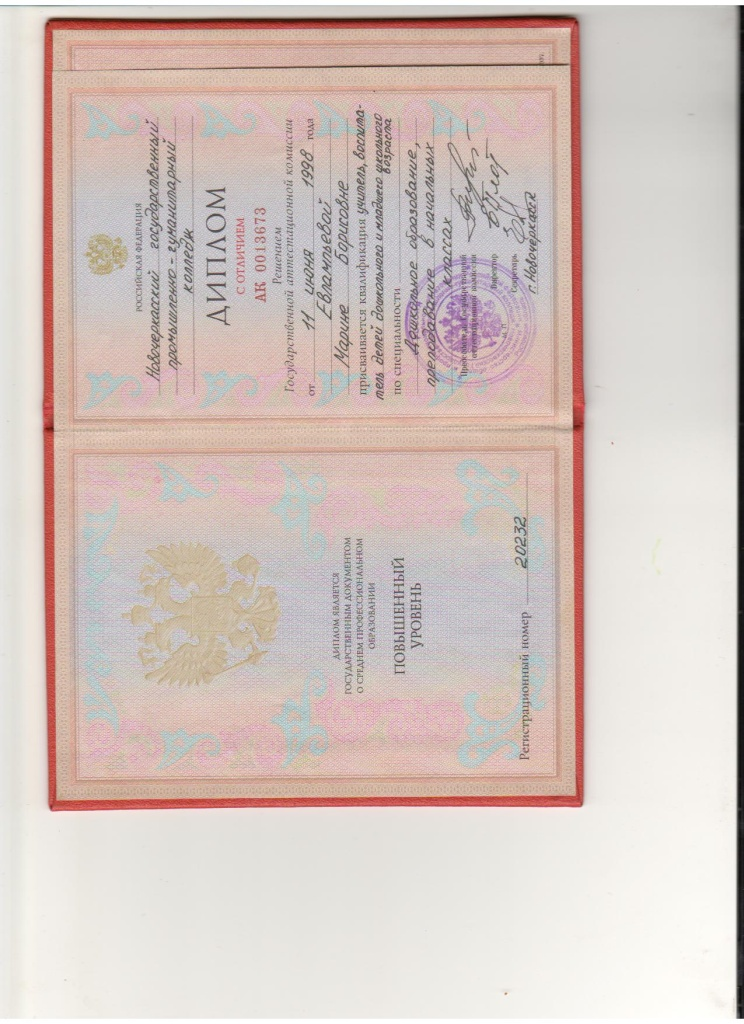 ДИПЛОМ ЯВЛЯЕТСЯ
ГОСУДАРСТВЕННЫМ ДОКУМЕНТОМ
О СРЕДНЕМ ПРОФЕССИОНАЛЬНОМ
ОБРАЗОВАНИИ
ПОВЫШЕННЫЙ
УРОВЕНЬ
Регистрационный номер 20232
РОССИЙСКАЯ ФЕДЕРАЦИЯ
Новочеркасский государственный
промышленно-гуманитарный
колледж
ДИПЛОМ
С ОТЛИЧИЕМ
АК 0013673
Решением
Государственной аттестационной комиссии
от 11 июня 1998 года
Евлампьевой
Марине Борисовне
присваивается квалификация учитель, воспита-
тель детей дошкольного и младшего школьного
возраста
по специальности
Дошкольное образование,
преподавание в начальных
классах
Председатель Государственной
аттестационной комиссии
Директор
Секретарь
г. Новочеркасск